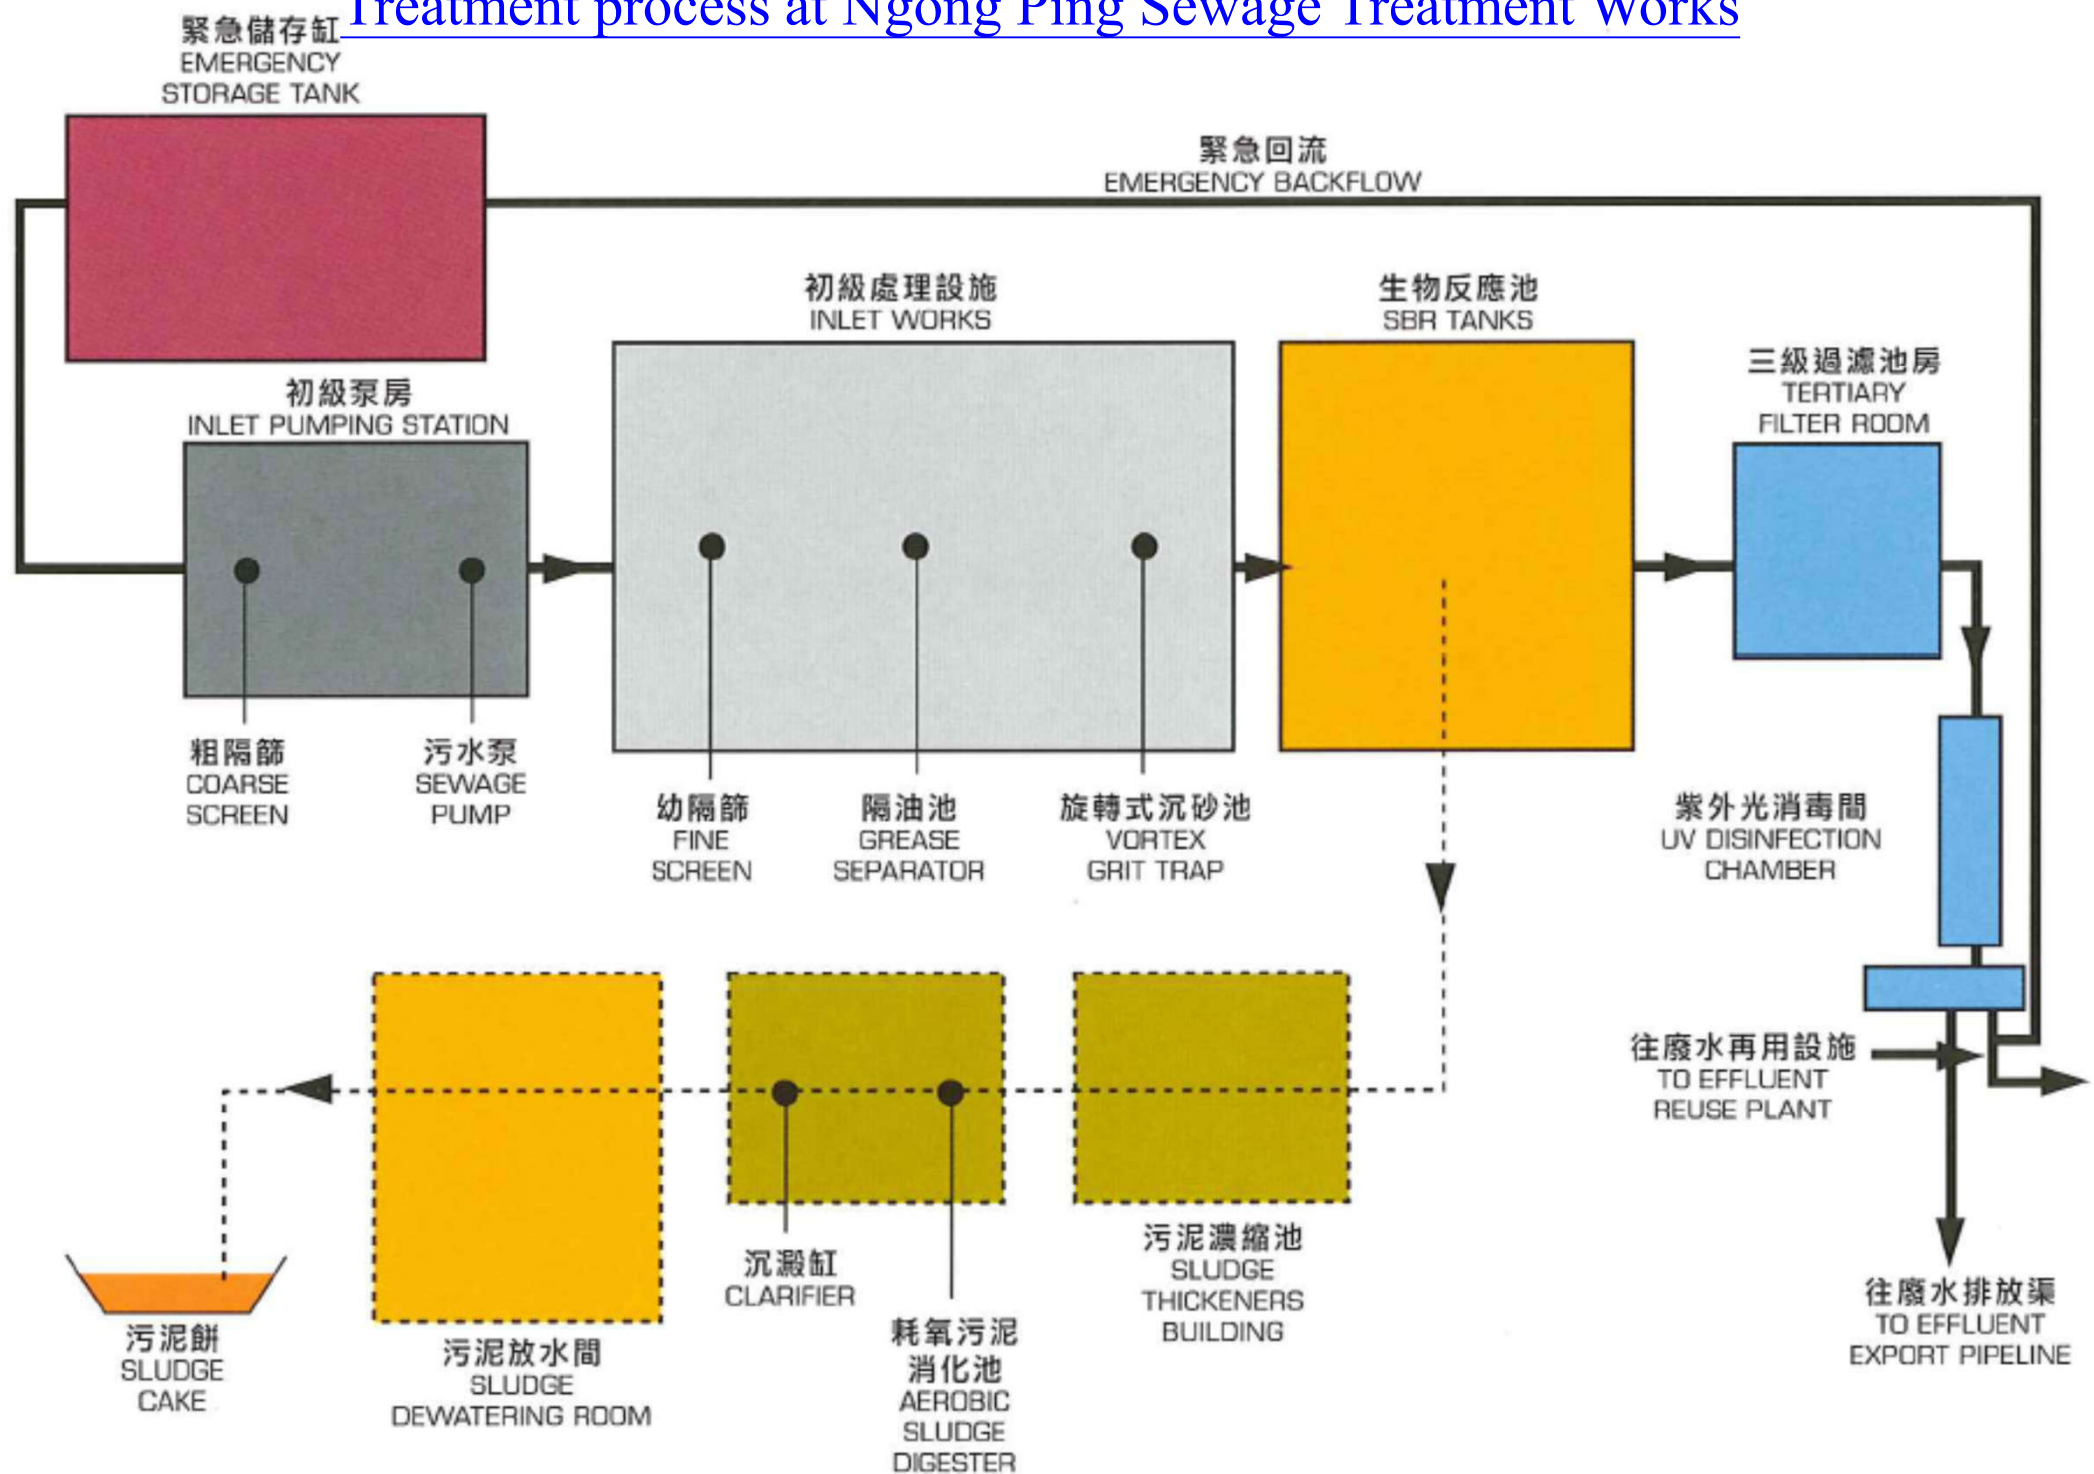 Treatment process at Ngong Ping Sewage Treatment Works
緊急儲存缸
EMERGENCY
STORAGE TANK
緊急回流
EMERGENCY BACKFLOW
初級處理設施
INLET WORKS
生物反應池
SBR TANKS
三級過濾池房
TERTIARY
FILTER ROOM
初級泵房
INLET PUMPING STATION
粗隔篩
COARSE
SCREEN
污水泵
SEWAGE
PUMP
幼隔篩
FINE
SCREEN
隔油池
GREASE
SEPARATOR
旋轉式沉砂池
VORTEX
GRIT TRAP
紫外光消毒間
UV DISINFECTION
CHAMBER
往廢水再用設施
TO EFFLUENT
REUSE PLANT
往廢水排放渠
TO EFFLUENT
EXPORT PIPELINE
污泥濃縮池
SLUDGE
THICKENERS
BUILDING
沉澱缸
CLARIFIER
耗氧污泥
消化池
AEROBIC
SLUDGE
DIGESTER
污泥放水間
SLUDGE
DEWATERING ROOM
污泥餅
SLUDGE
CAKE